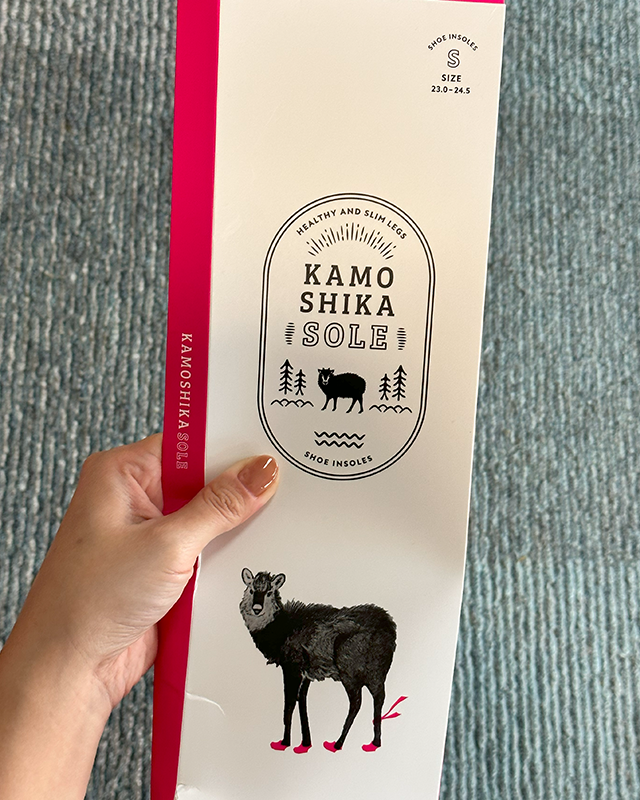 SHOE INSOLES
S
SIZE
23.0–24.5
HEALTHY AND SLIM LEGS
KAMO
SHIKA
SOLE
SHOE INSOLES
KAMOSHIKA SOLE